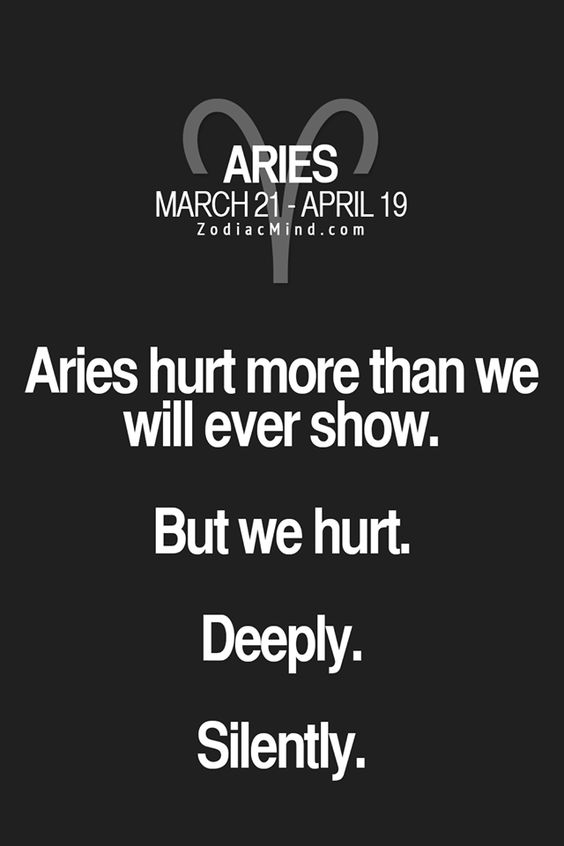 ARIES
MARCH 21 - APRIL 19
ZodiacMind.com
Aries hurt more than we
will ever show.
But we hurt.
Deeply.
Silently.